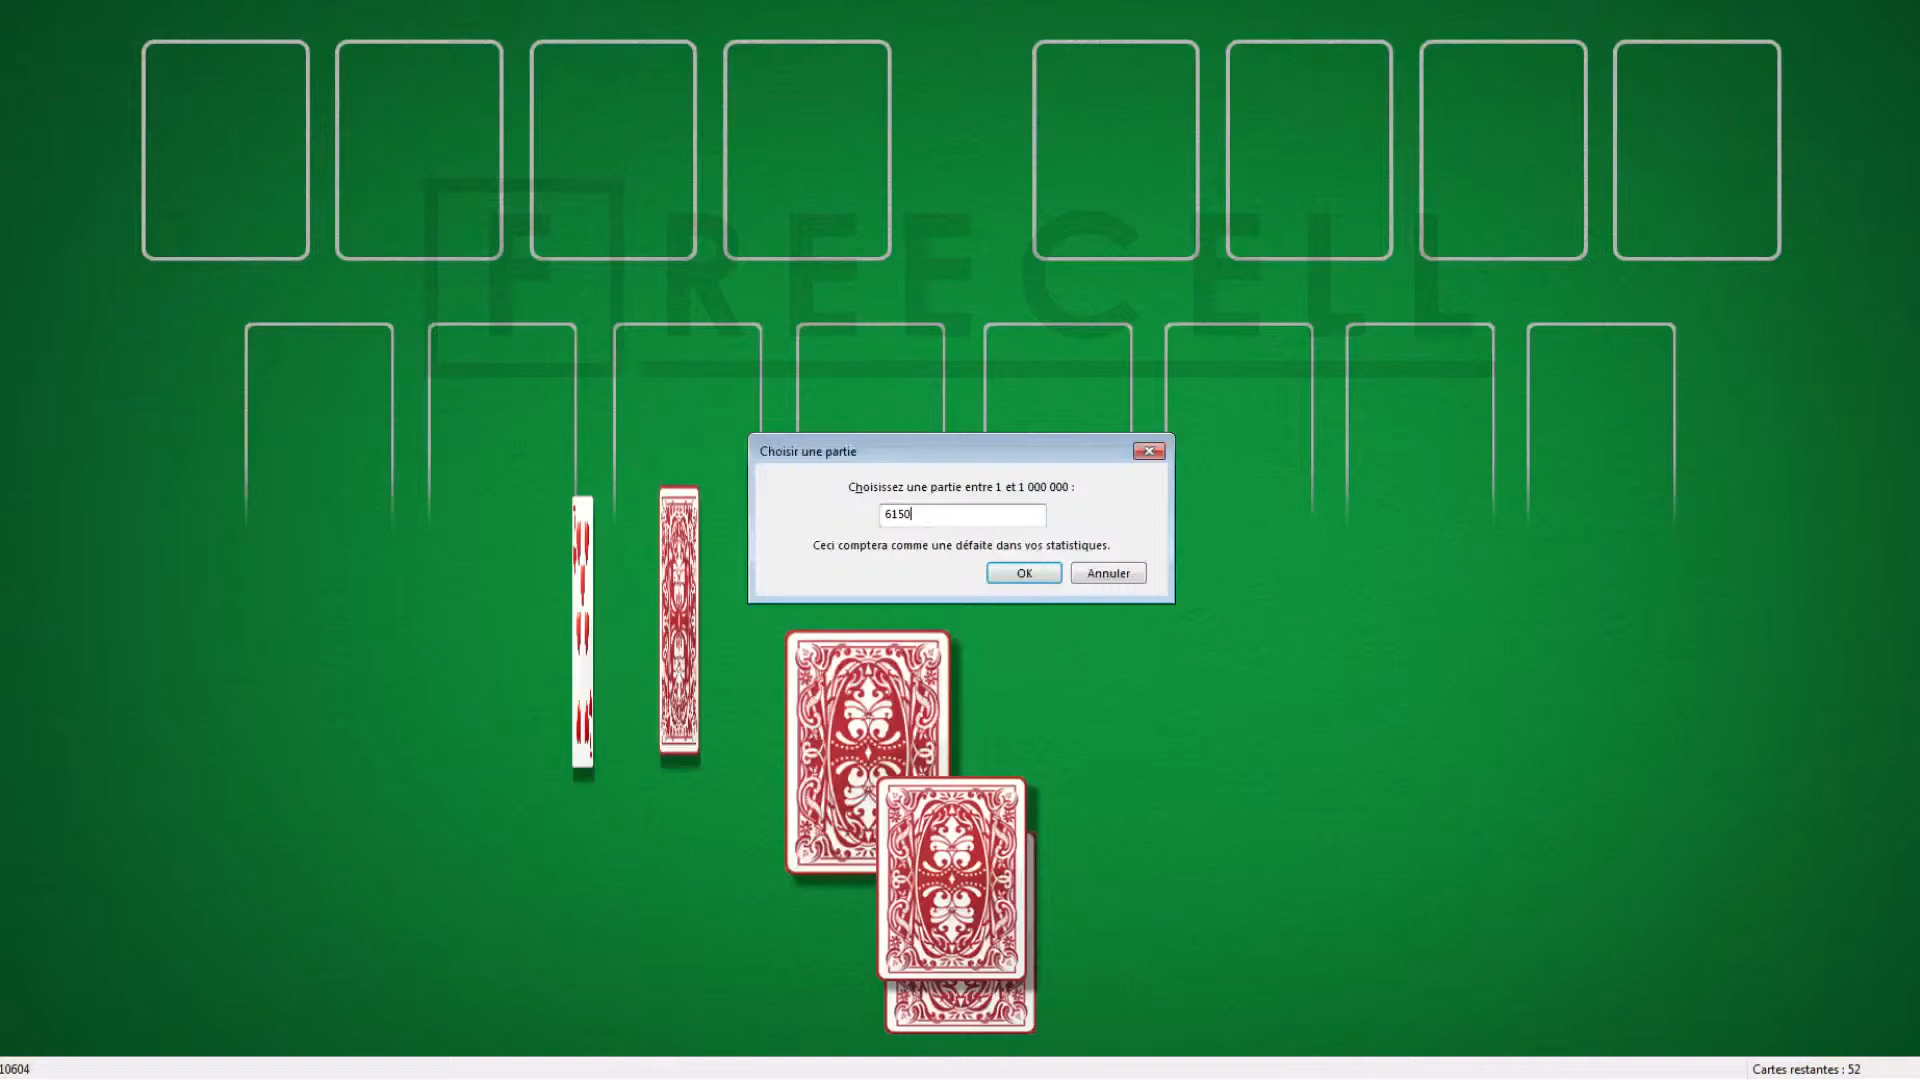 FREECELL
Choisir une partie
Choisissez une partie entre 1 et 1 000 000 :
6150
Ceci comptera comme une défaite dans vos statistiques.
OK
Annuler
10604
Cartes restantes : 52